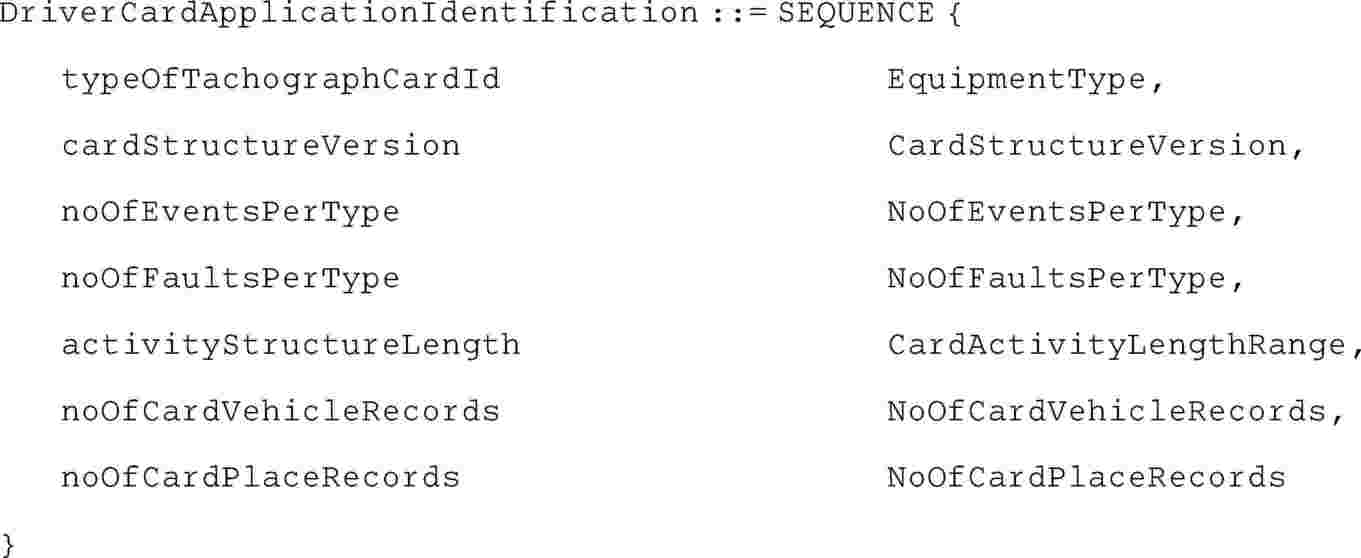 DriverCardApplicationIdentification ::= SEQUENCE {
typeOfTachographCardId EquipmentType,
cardStructureVersion CardStructureVersion,
noOfEventsPerType NoOfEventsPerType,
noOfFaultsPerType NoOfFaultsPerType,
activityStructureLength CardActivityLengthRange,
noOfCardVehicleRecords NoOfCardVehicleRecords,
noOfCardPlaceRecords NoOfCardPlaceRecords
}